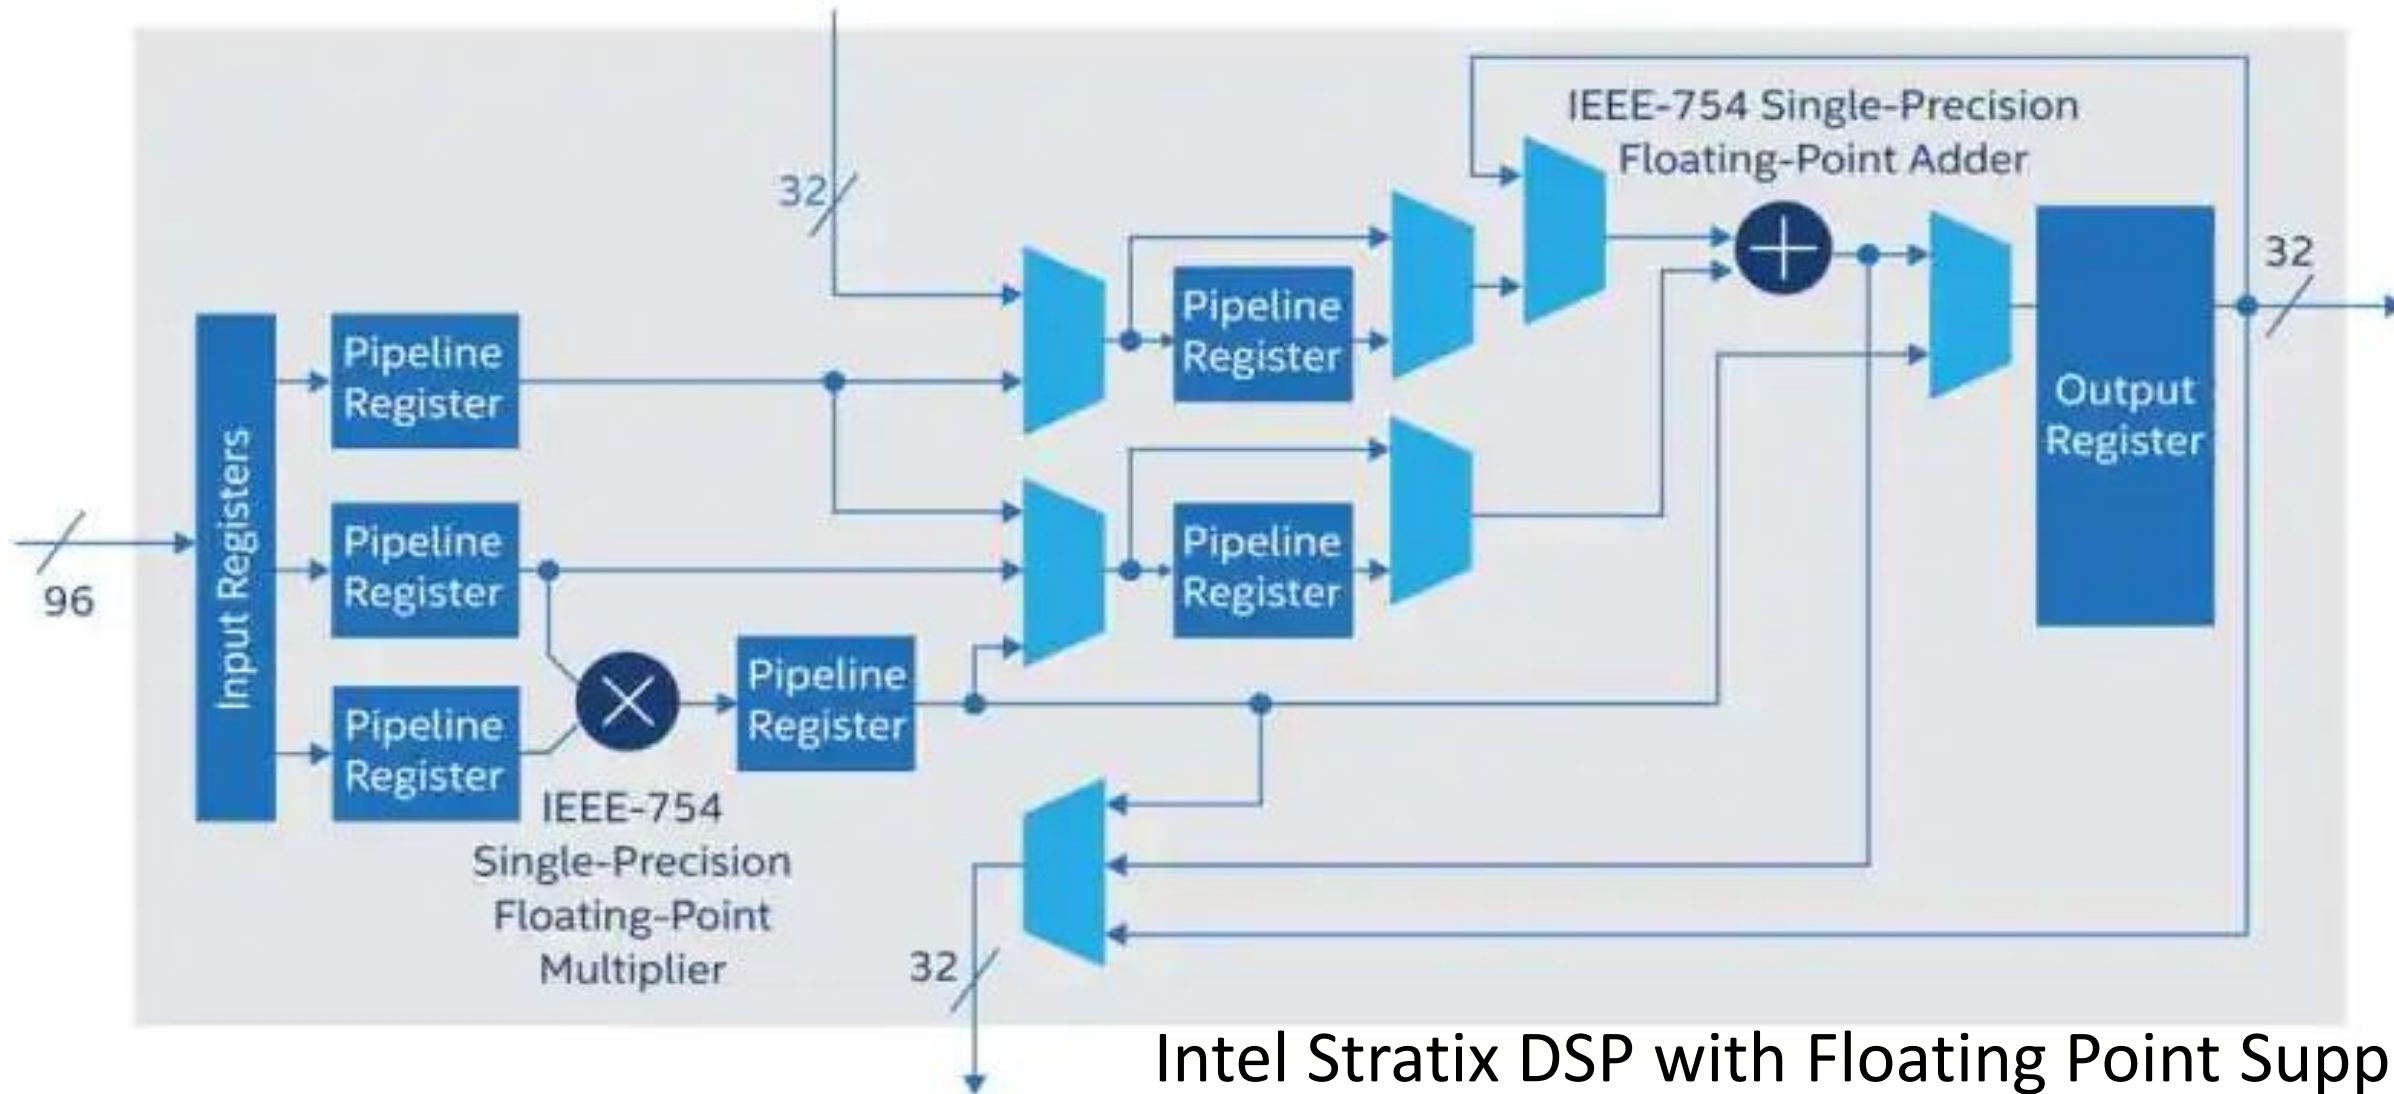 32
IEEE-754 Single-Precision
Floating-Point Adder
32
Pipeline
Register
Pipeline
Register
Output
Register
Input Registers
96
Pipeline
Register
Pipeline
Register
Pipeline
Register
Pipeline
Register
IEEE-754
Single-Precision
Floating-Point
Multiplier
32
Intel Stratix DSP with Floating Point Supp